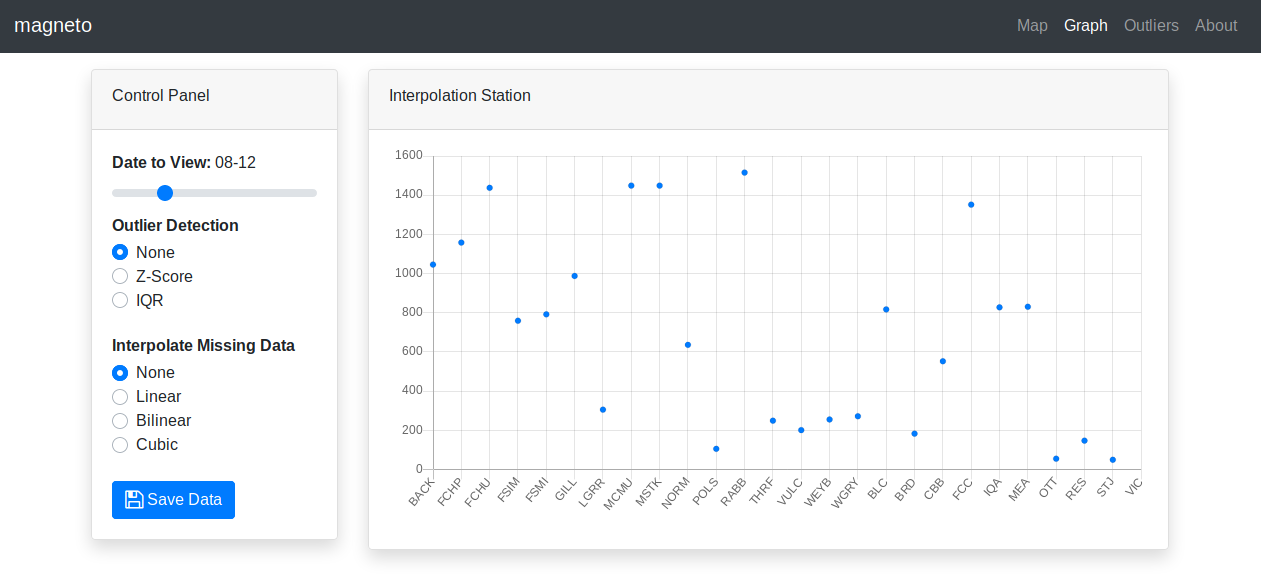 magneto
Map Graph Outliers About
Control Panel
Date to View: 08-12
Outlier Detection
None
Z-Score
IQR
Interpolate Missing Data
None
Linear
Bilinear
Cubic
Save Data
Interpolation Station
1600
1400
1200
1000
800
600
400
200
0
BACK FCHP FCHU FSIM FSMI GILL LGRR MCMU MSTK NORM POLS RABB THRF VULC WEYB WGRY BLC BRD CBB FCC IQA MEA OTT RES STJ VIC